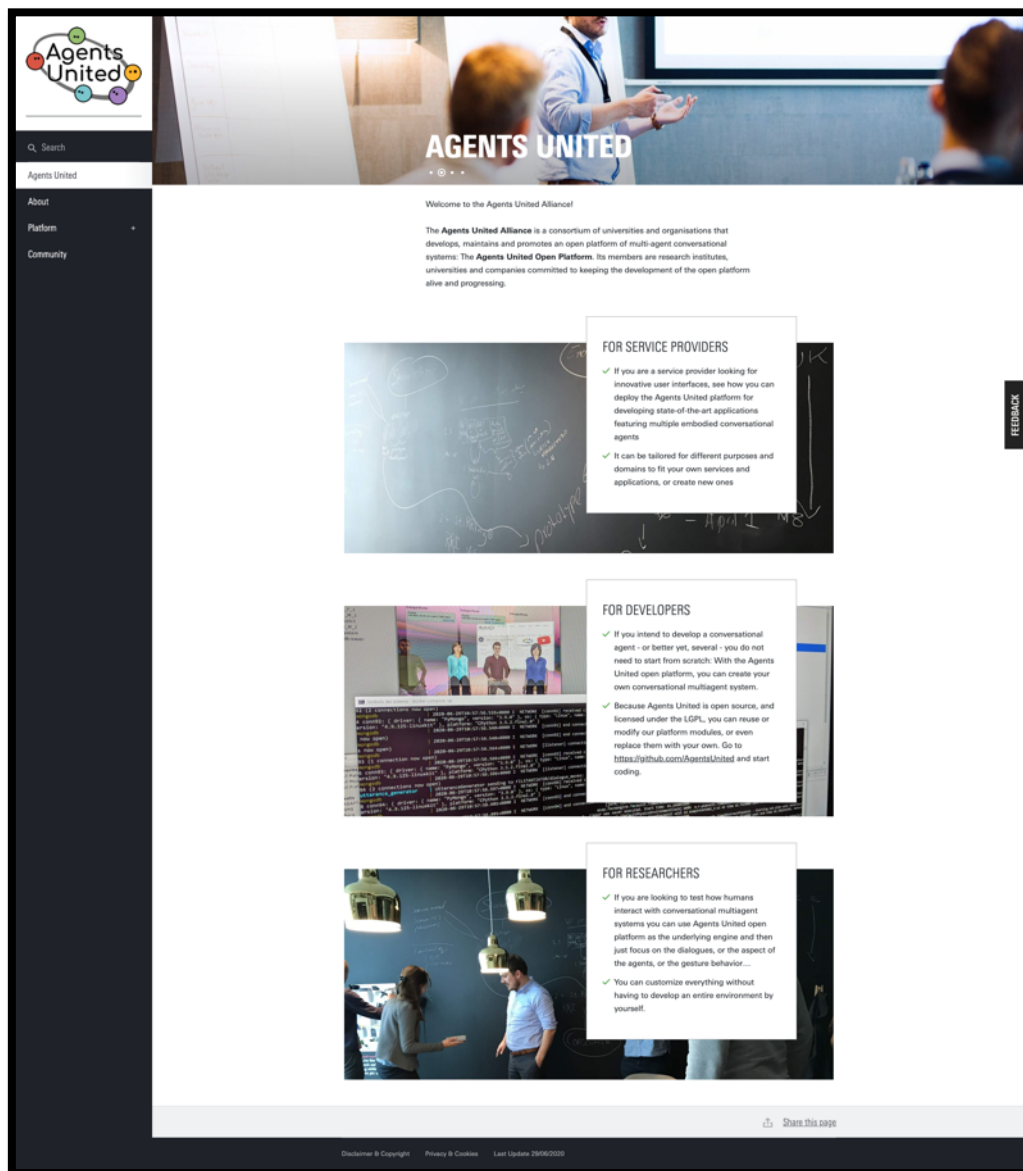 Agents
United
Search
Agents United
About
Platform +
Community
AGENTS UNITED
Welcome to the Agents United Alliance!
The Agents United Alliance is a consortium of universities and organisations that
develops, maintains and promotes an open platform of multi-agent conversational
systems: The Agents United Open Platform. Its members are research institutes,
universities and companies committed to keeping the development of the open platform
alive and progressing.
FOR SERVICE PROVIDERS
If you are a service provider looking for
innovative user interfaces, see how you can
deploy the Agents United platform for
developing state-of-the-art applications
featuring multiple embodied conversational
agents
It can be tailored for different purposes and
domains to fit your own services and
applications, or create new ones
prototype
- April 1
FEEDBACK
FOR DEVELOPERS
If you intend to develop a conversational
agent - or better yet, several - you do not
need to start from scratch: With the Agents
United open platform, you can create your
own conversational multiagent system.
Because Agents United is open source, and
licensed under the LGPL, you can reuse or
modify our platform modules, or even
replace them with your own. Go to
https://github.com/AgentsUnited and start
coding.
FOR RESEARCHERS
If you are looking to test how humans
interact with conversational multiagent
systems you can use Agents United open
platform as the underlying engine and then
just focus on the dialogues, or the aspect of
the agents, or the gesture behavior....
You can customize everything without
having to develop an entire environment by
yourself.
Share this page
Disclaimer & Copyright Privacy & Cookies Last Update 29/06/2020